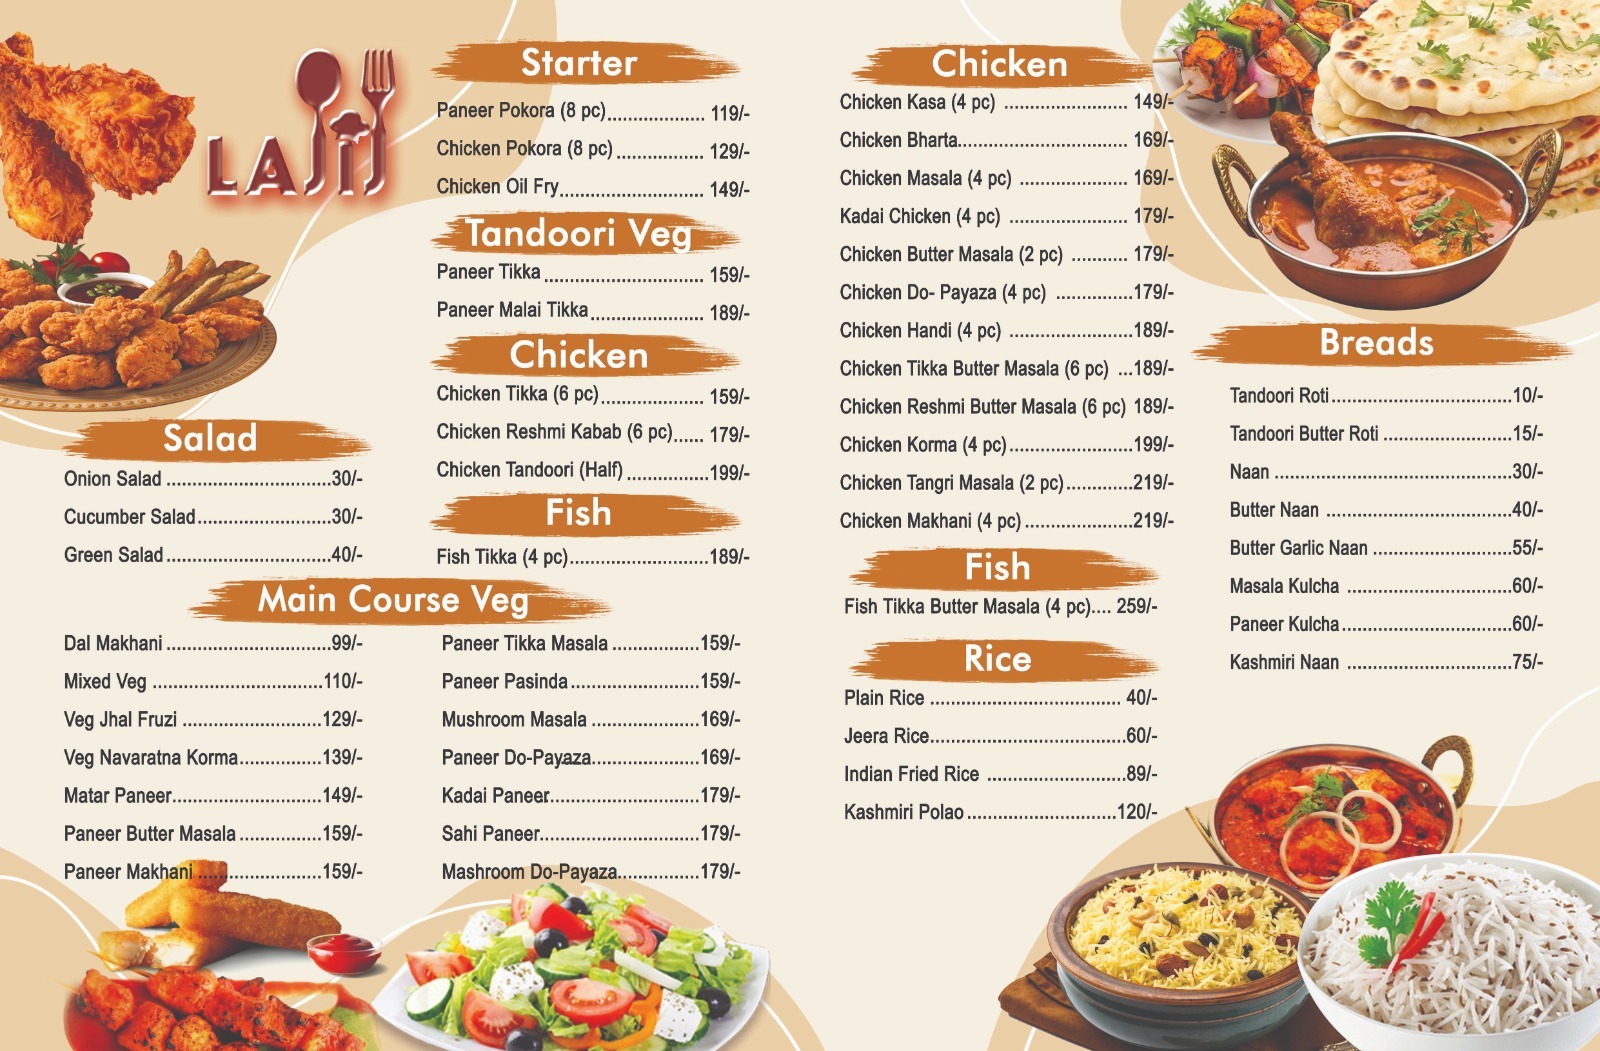 LAJIJ
Starter
Paneer Pokora (8 pc)................... 119/-
Chicken Pokora (8 pc) ................. 129/-
Chicken Oil Fry............................ 149/-
Tandoori Veg
Paneer Tikka ................................ 159/-
Paneer Malai Tikka ...................... 189/-
Chicken
Chicken Tikka (6 pc).................... 159/-
Chicken Reshmi Kabab (6 pc)...... 179/-
Chicken Tandoori (Half) ................199/-
Fish
Fish Tikka (4 pc)...........................189/-
Salad
Onion Salad ................................30/-
Cucumber Salad..........................30/-
Green Salad................................40/-
Main Course Veg
Dal Makhani ................................99/-
Mixed Veg .................................110/-
Veg Jhal Fruzi ...........................129/-
Veg Navaratna Korma................139/-
Matar Paneer.............................149/-
Paneer Butter Masala ................159/-
Paneer Makhani ........................159/-
Paneer Tikka Masala .................159/-
Paneer Pasinda.........................159/-
Mushroom Masala .....................169/-
Paneer Do-Payaza.....................169/-
Kadai Paneer.............................179/-
Sahi Paneer...............................179/-
Mashroom Do-Payaza................179/-
Chicken
Chicken Kasa (4 pc) ........................ 149/-
Chicken Bharta................................. 169/-
Chicken Masala (4 pc) ..................... 169/-
Kadai Chicken (4 pc) ....................... 179/-
Chicken Butter Masala (2 pc) ........... 179/-
Chicken Do- Payaza (4 pc) ...............179/-
Chicken Handi (4 pc) ........................189/-
Chicken Tikka Butter Masala (6 pc) ...189/-
Chicken Reshmi Butter Masala (6 pc) 189/-
Chicken Korma (4 pc)........................199/-
Chicken Tangri Masala (2 pc).............219/-
Chicken Makhani (4 pc).....................219/-
Fish
Fish Tikka Butter Masala (4 pc).... 259/-
Rice
Plain Rice ..................................... 40/-
Jeera Rice......................................60/-
Indian Fried Rice ...........................89/-
Kashmiri Polao.............................120/-
Breads
Tandoori Roti...................................10/-
Tandoori Butter Roti .........................15/-
Naan ..............................................30/-
Butter Naan ....................................40/-
Butter Garlic Naan ...........................55/-
Masala Kulcha ................................60/-
Paneer Kulcha.................................60/-
Kashmiri Naan ................................75/-